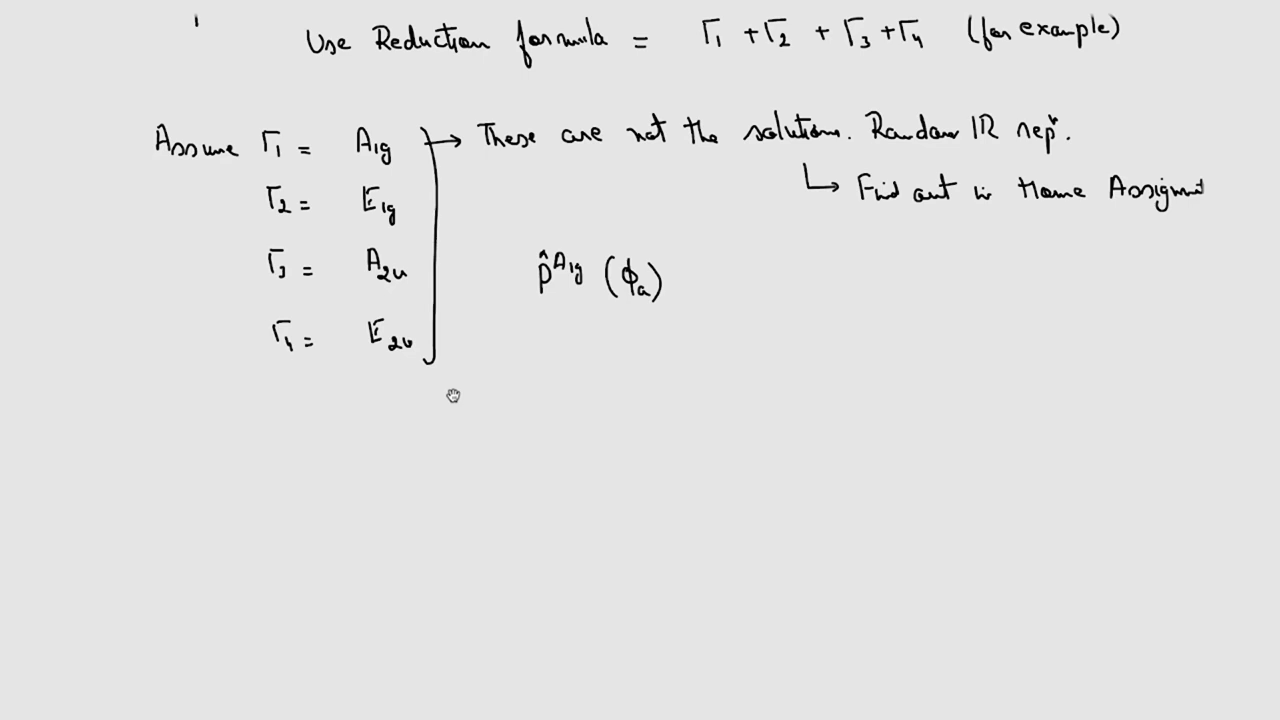 Use Reduction formula = Γ1 + Γ2 + Γ3 + Γ4 (for example)
Assume Γ1 = A1g → These are not the solutions. Random IR repr.
↳ Find out in Home Assignment
Γ2 = E1g
Γ3 = A2u
P̂^A1g (ϕa)
Γ4 = E2u